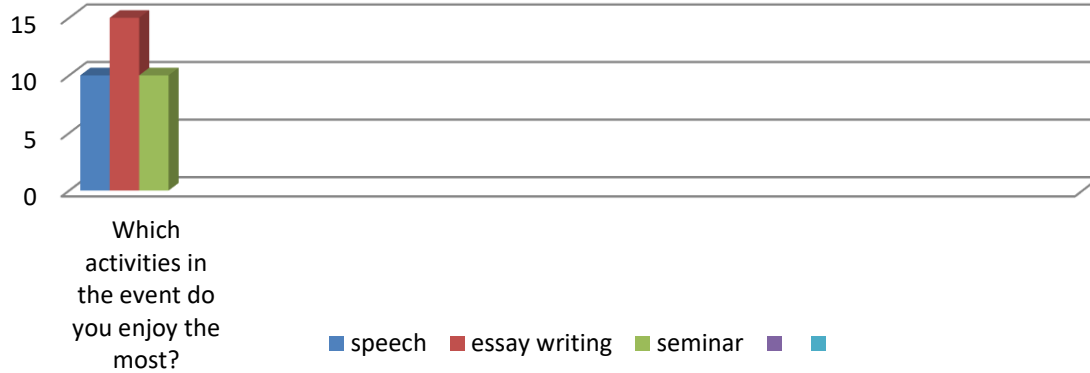 15
10
5
0
Which
activities in
the event do
you enjoy the
most?
speech essay writing seminar